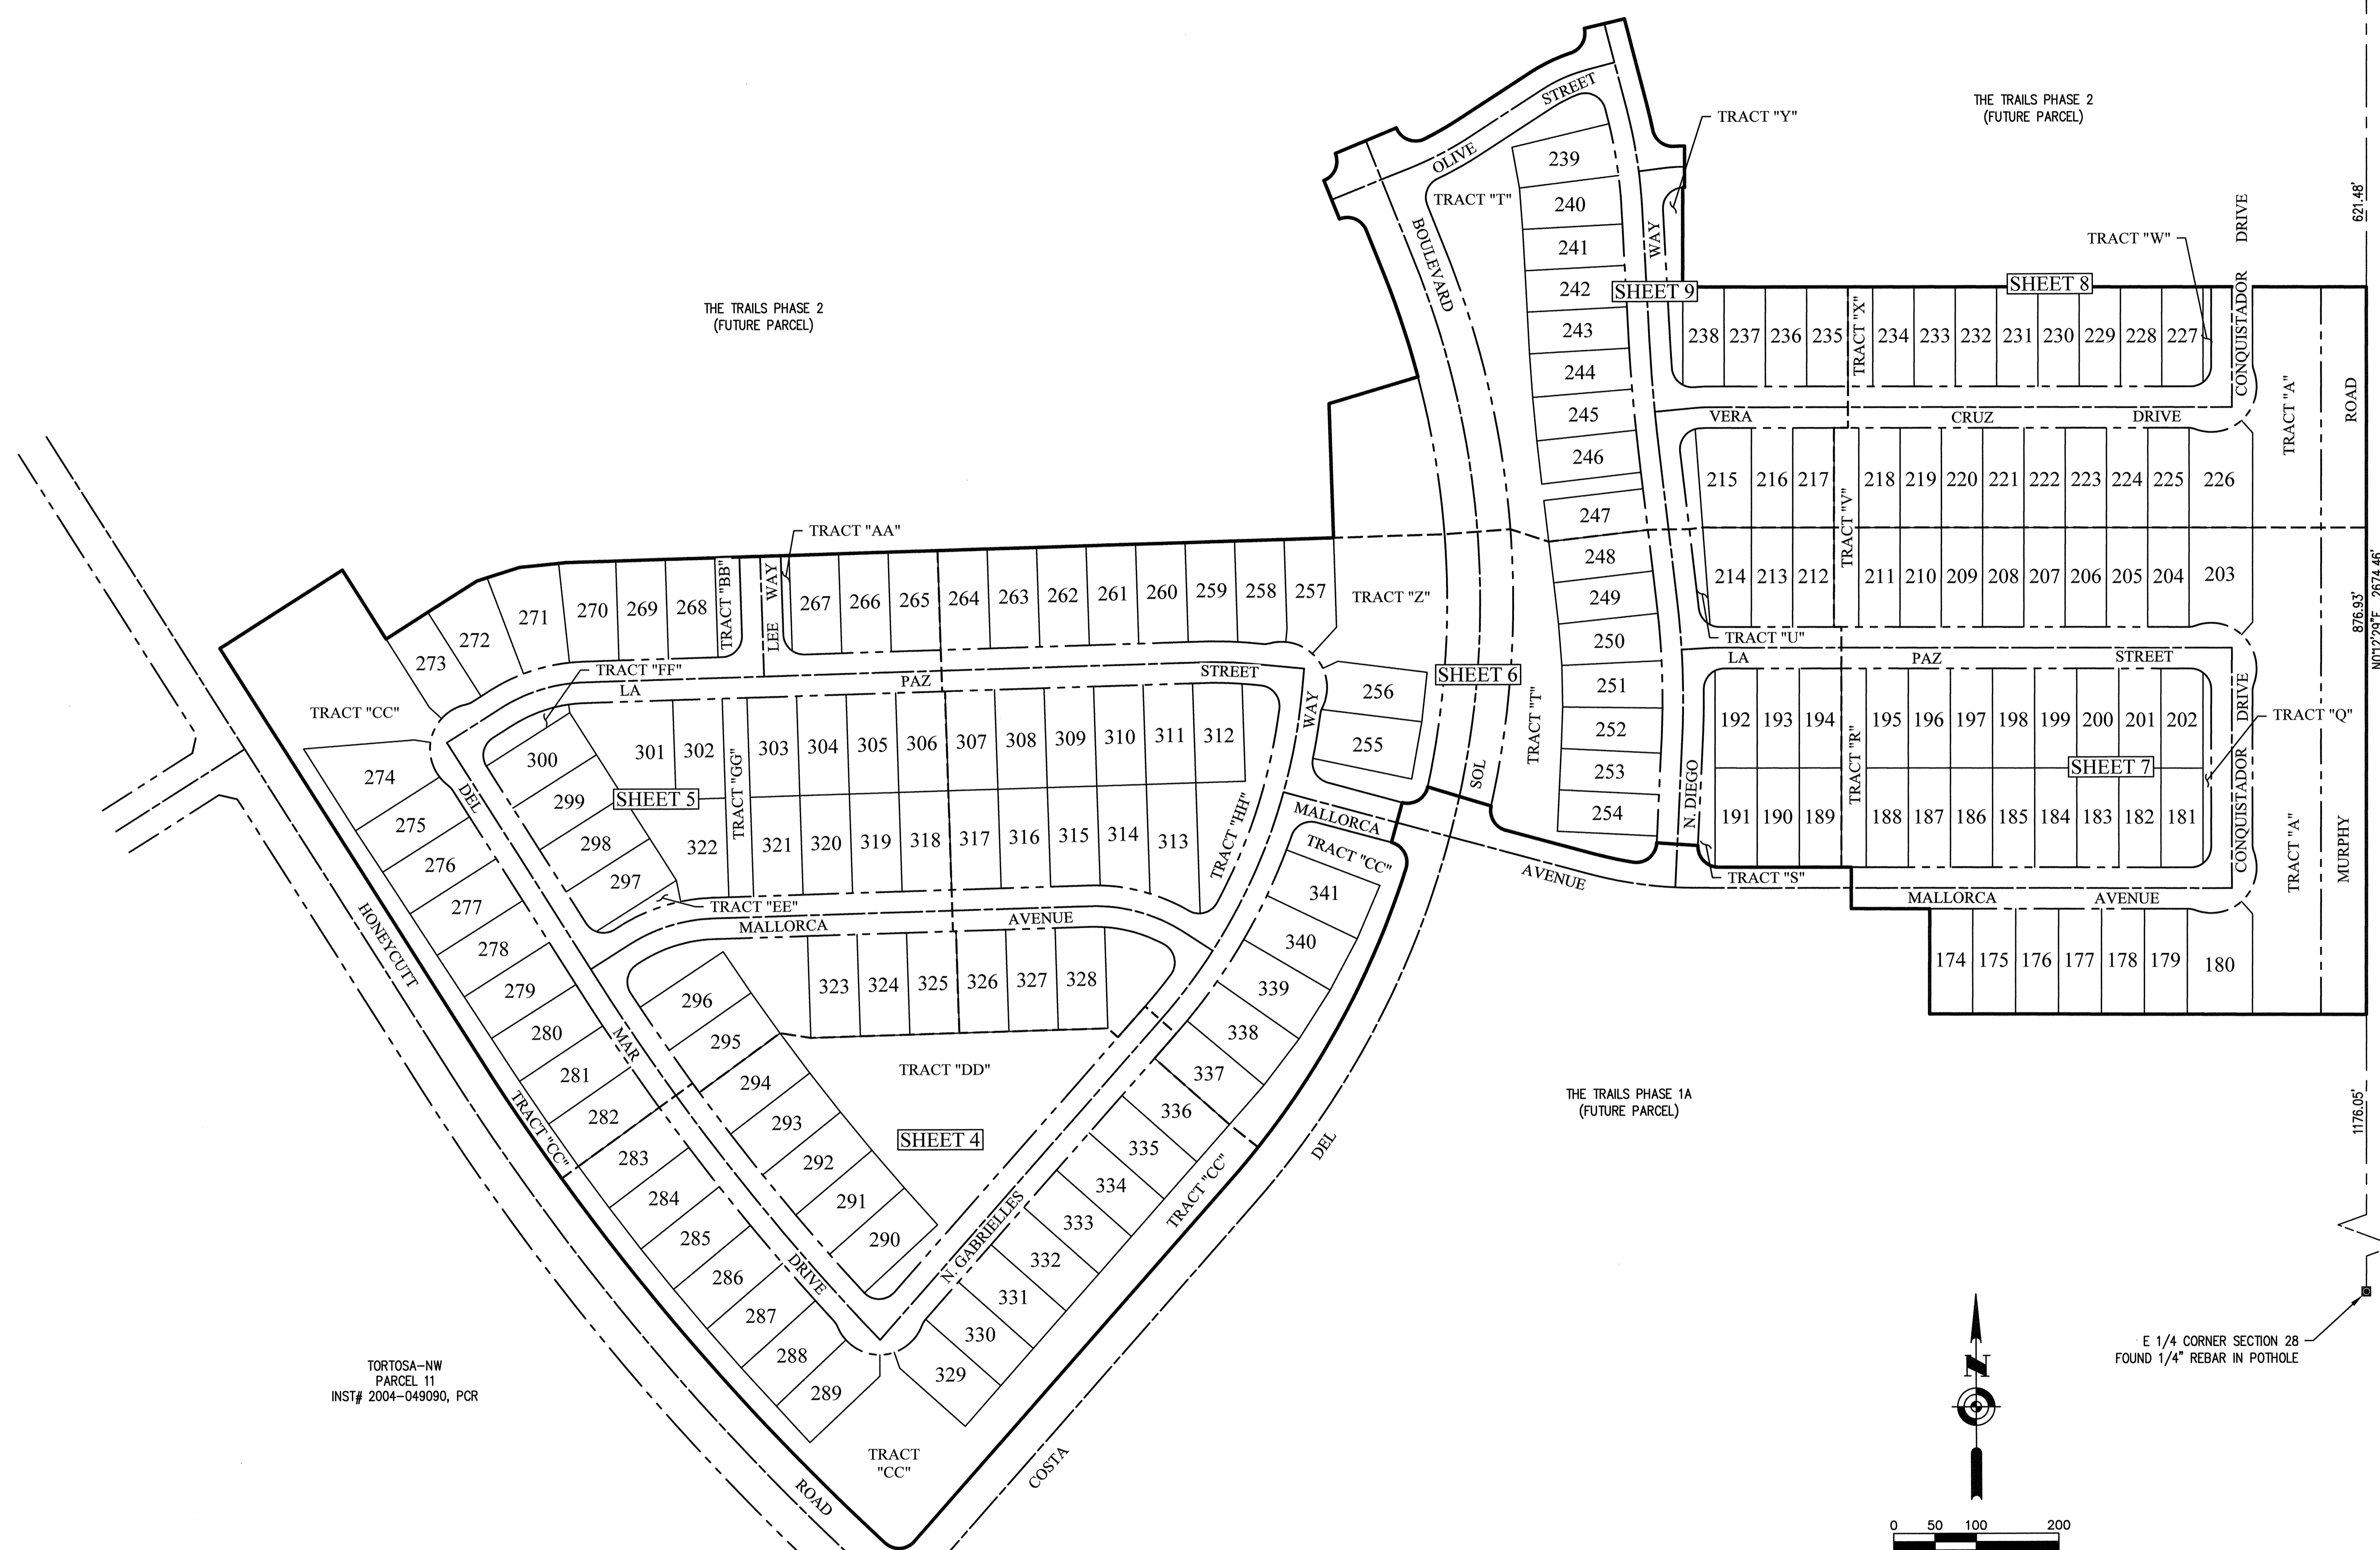 THE TRAILS PHASE 2
(FUTURE PARCEL)
THE TRAILS PHASE 2
(FUTURE PARCEL)
OLIVE STREET
TRACT "Y"
TRACT "T"
BOULEVARD
WAY
239
240
241
242
243
244
245
246
247
248
249
250
251
252
253
254
SHEET 9
SHEET 8
TRACT "W"
CONQUISTADOR DRIVE
621.48'
238 237 236 235 TRACT "X" 234 233 232 231 230 229 228 227
VERA CRUZ DRIVE
TRACT "A"
ROAD
215 216 217 TRACT "V" 218 219 220 221 222 223 224 225 226
214 213 212 211 210 209 208 207 206 205 204 203
TRACT "U"
876.93'
N0°12'29"E 2674.46'
LA PAZ STREET
192 193 194 TRACT "R" 195 196 197 198 199 200 201 202
TRACT "Q"
SHEET 7
N. DIEGO
191 190 189 188 187 186 185 184 183 182 181
CONQUISTADOR DRIVE
TRACT "A"
MURPHY
TRACT "S"
MALLORCA AVENUE
174 175 176 177 178 179 180
1176.05'
TRACT "AA"
273 272 271 270 269 268 TRACT "BB" LEE WAY 267 266 265 264 263 262 261 260 259 258 257
TRACT "Z"
TRACT "FF"
LA PAZ STREET
WAY
256
255
SHEET 6
SOL
TRACT "T"
TRACT "CC"
274
275
276
277
278
279
280
281
282
283
284
285
286
287
288
289
DEL
MAR
DRIVE
300
299
298
297
SHEET 5
301 302 TRACT "GG" 303 304 305 306 307 308 309 310 311 312
322 321 320 319 318 317 316 315 314 313
TRACT "HH"
TRACT "EE"
MALLORCA AVENUE
MALLORCA
AVENUE
TRACT "CC"
323 324 325 326 327 328
296
295
294
293
292
291
290
TRACT "DD"
SHEET 4
341
340
339
338
337
336
335
334
333
332
331
330
329
N. GABRIELLES
TRACT "CC"
TRACT "CC"
TRACT
"CC"
HONEYCUTT
ROAD
COSTA
DEL
THE TRAILS PHASE 1A
(FUTURE PARCEL)
TORTOSA-NW
PARCEL 11
INST# 2004-049090, PCR
E 1/4 CORNER SECTION 28
FOUND 1/4" REBAR IN POTHOLE
N
0 50 100 200